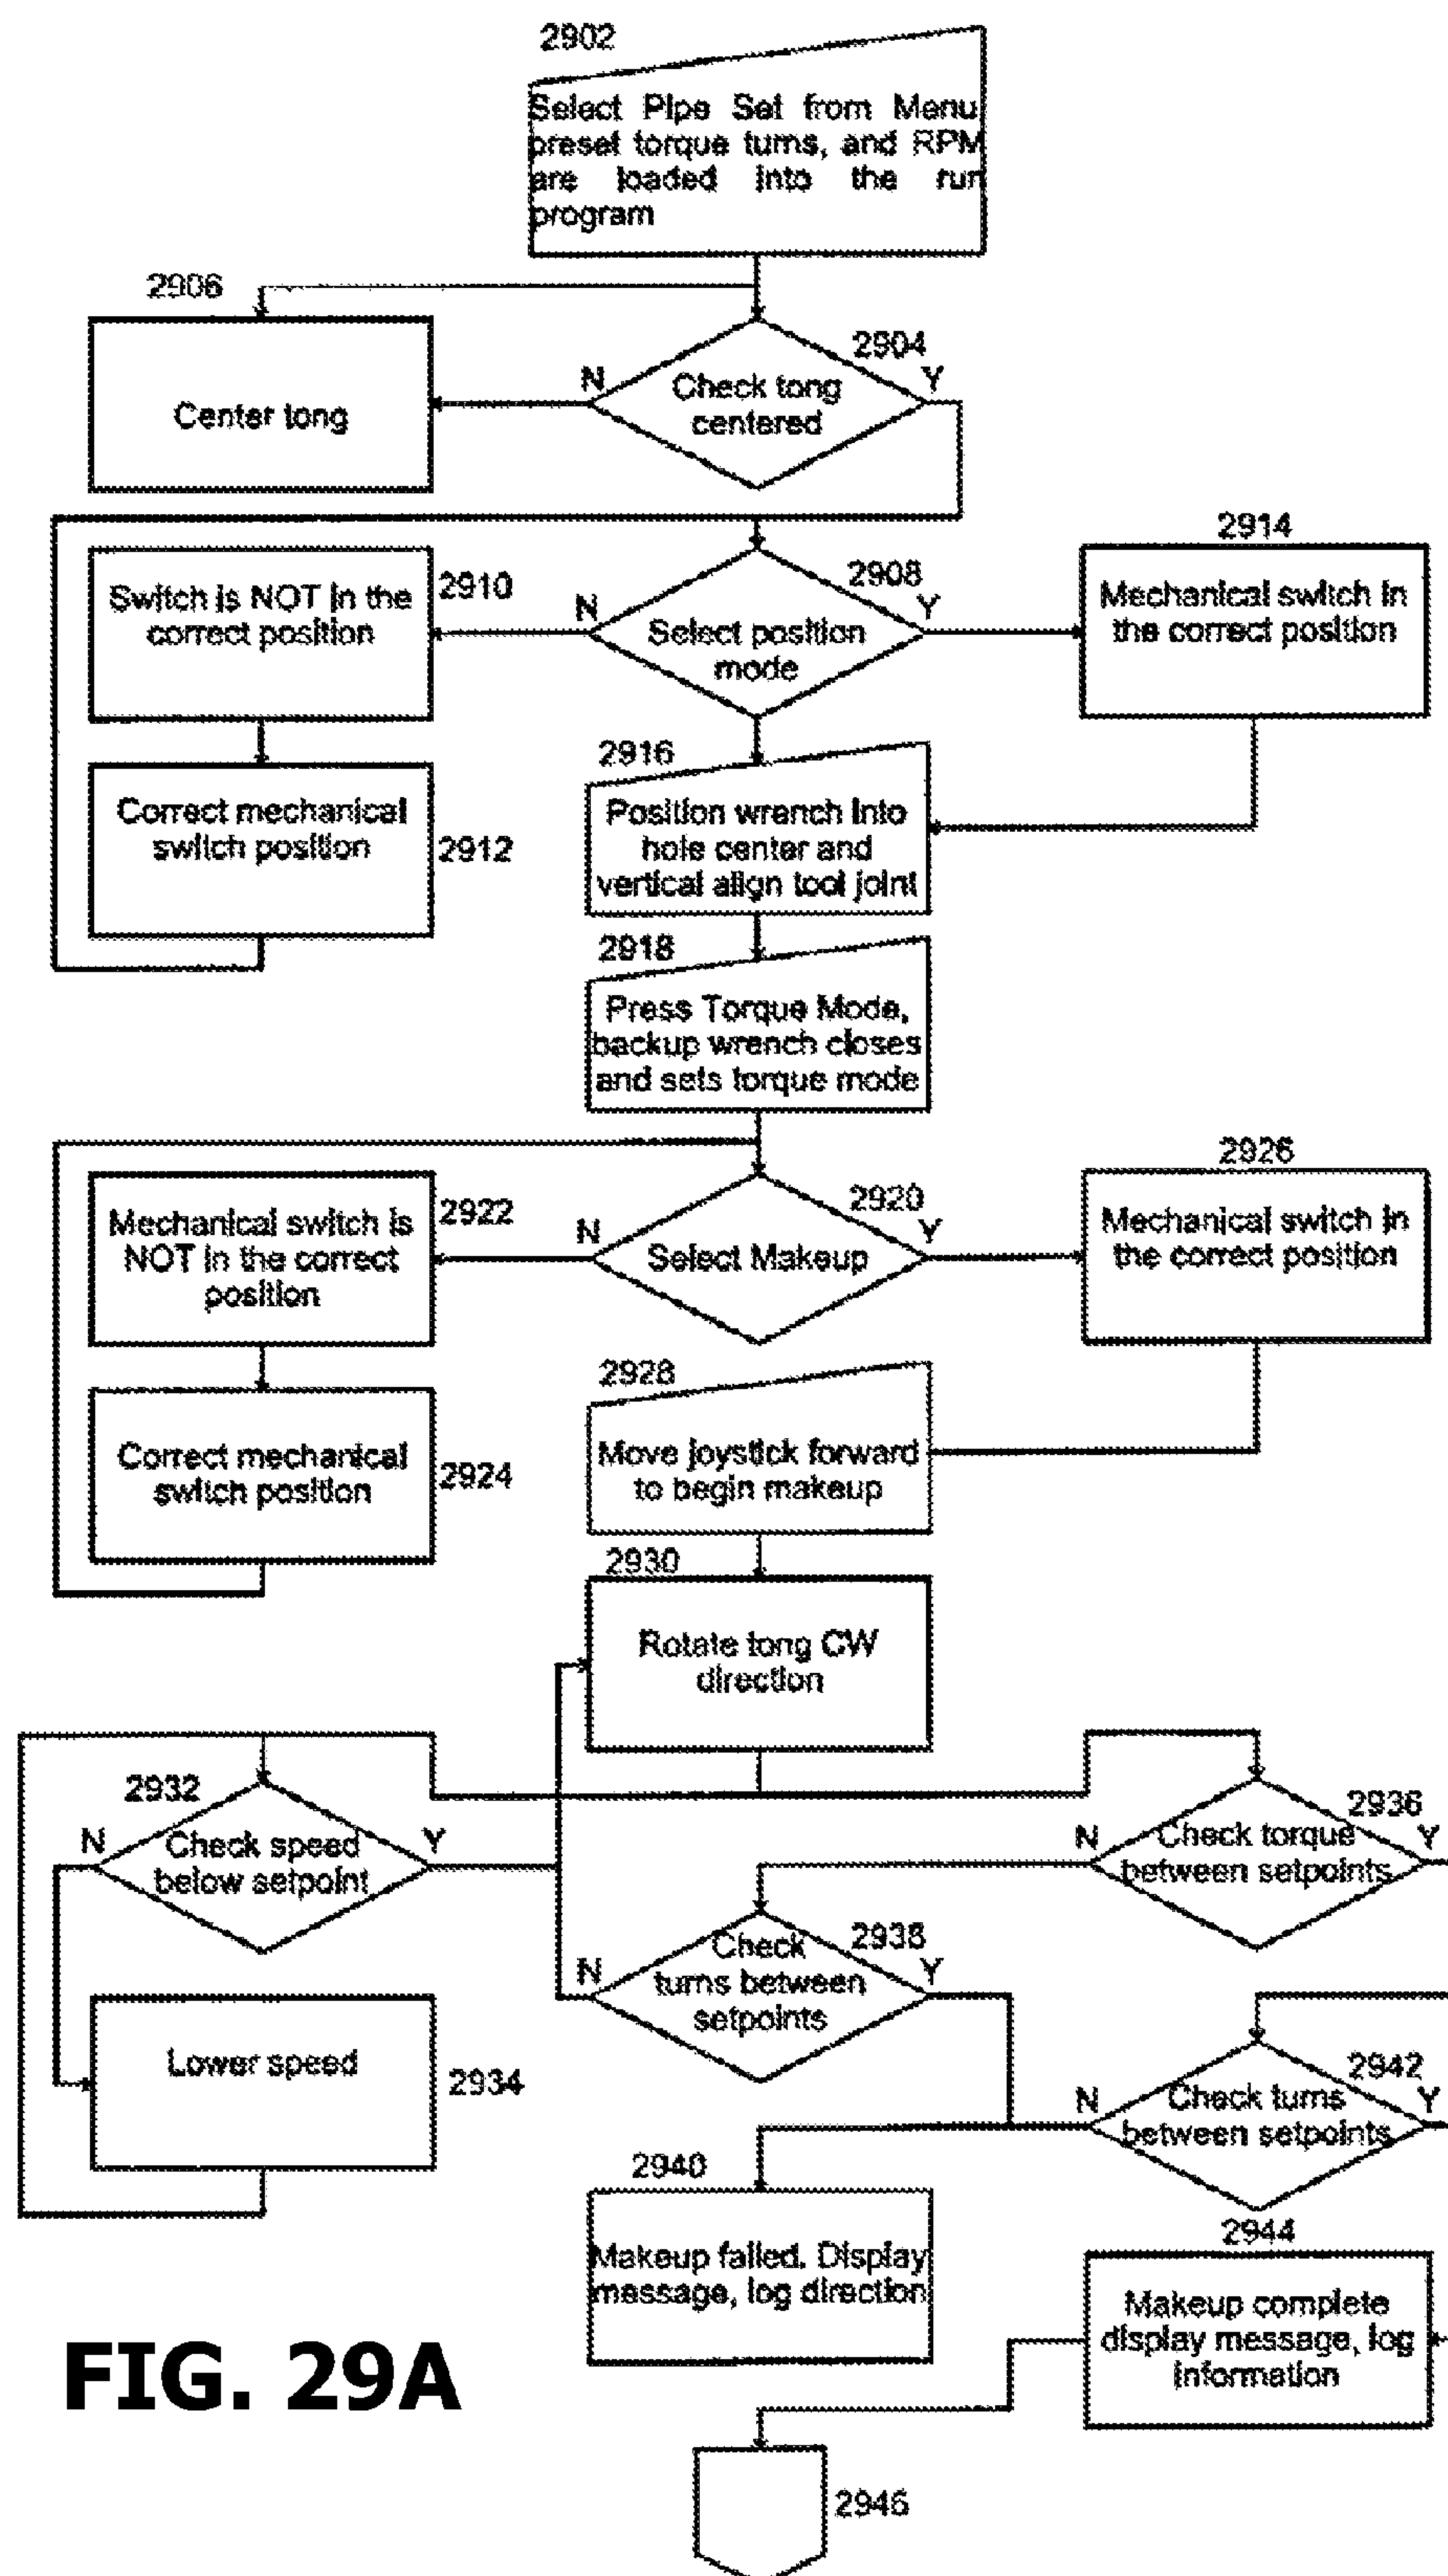 2902
Select Pipe Set from Menu
preset torque turns, and RPM
are loaded into the run
program
2906
Center tong
N
2904
Y
Check tong
centered
2910
Switch is NOT in the
correct position
N
2908
Y
Select position
mode
2914
Mechanical switch in
the correct position
Correct mechanical
switch position
2912
2916
Position wrench into
hole center and
vertical align tool joint
2918
Press Torque Mode,
backup wrench closes
and sets torque mode
2922
Mechanical switch is
NOT in the correct
position
N
2920
Y
Select Makeup
2926
Mechanical switch in
the correct position
Correct mechanical
switch position
2924
2928
Move joystick forward
to begin makeup
2930
Rotate tong CW
direction
2932
N
Y
Check speed
below setpoint
2936
N
Y
Check torque
between setpoints
2938
N
Y
Check
turns between
setpoints
Lower speed
2934
2942
N
Y
Check turns
between setpoints
2940
Makeup failed. Display
message, log direction
2944
Makeup complete
display message, log
information
FIG. 29A
2946